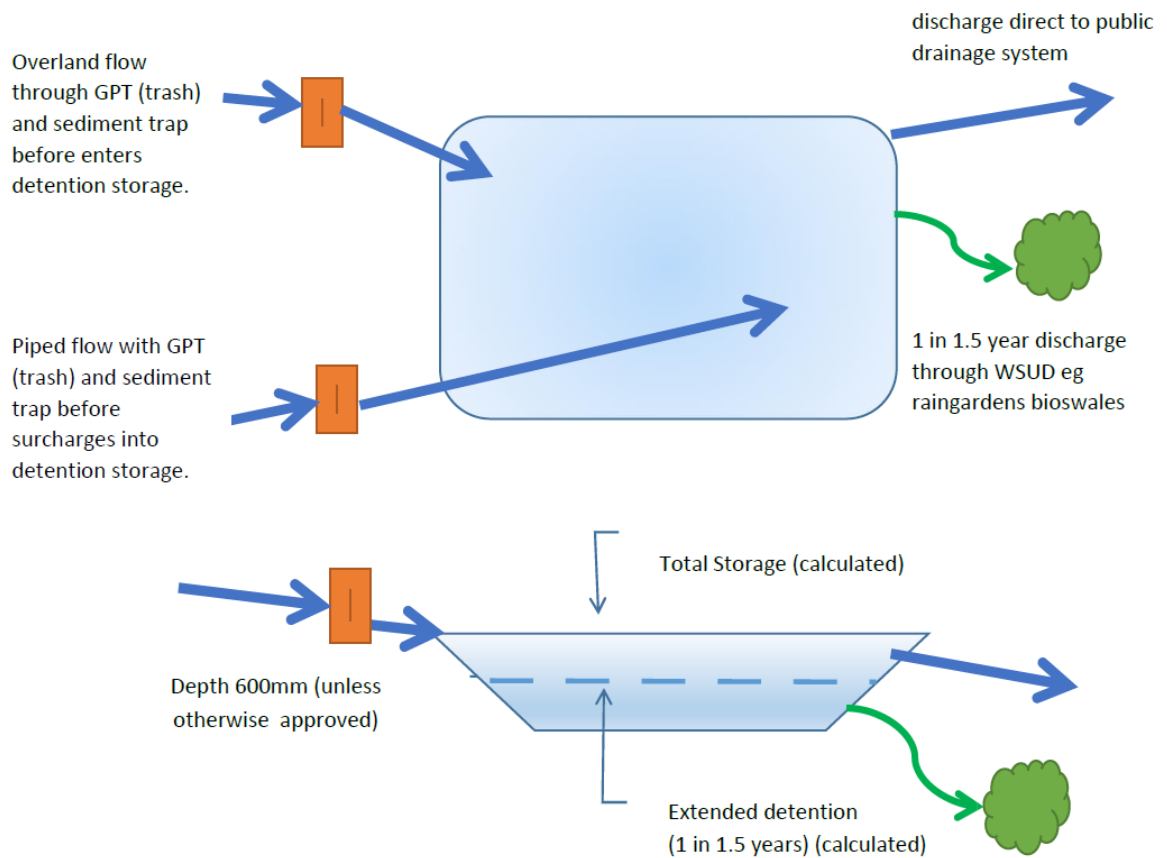 Overland flow
through GPT (trash)
and sediment trap
before enters
detention storage.
discharge direct to public
drainage system
Piped flow with GPT
(trash) and sediment
trap before
surcharges into
detention storage.
1 in 1.5 year discharge
through WSUD eg
raingardens bioswales
Total Storage (calculated)
Depth 600mm (unless
otherwise approved)
Extended detention
(1 in 1.5 years) (calculated)